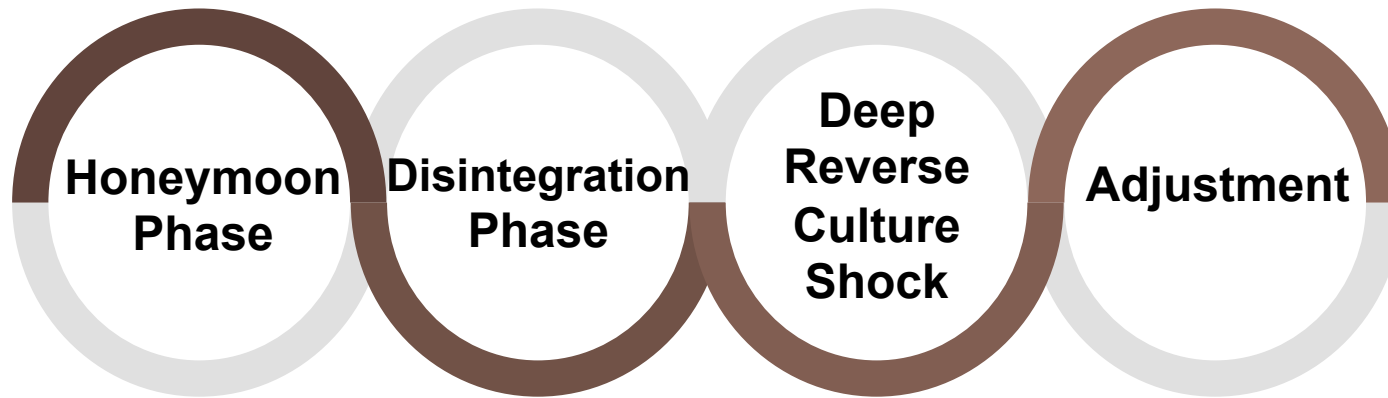 Honeymoon
Phase
Disintegration
Phase
Deep
Reverse
Culture
Shock
Adjustment